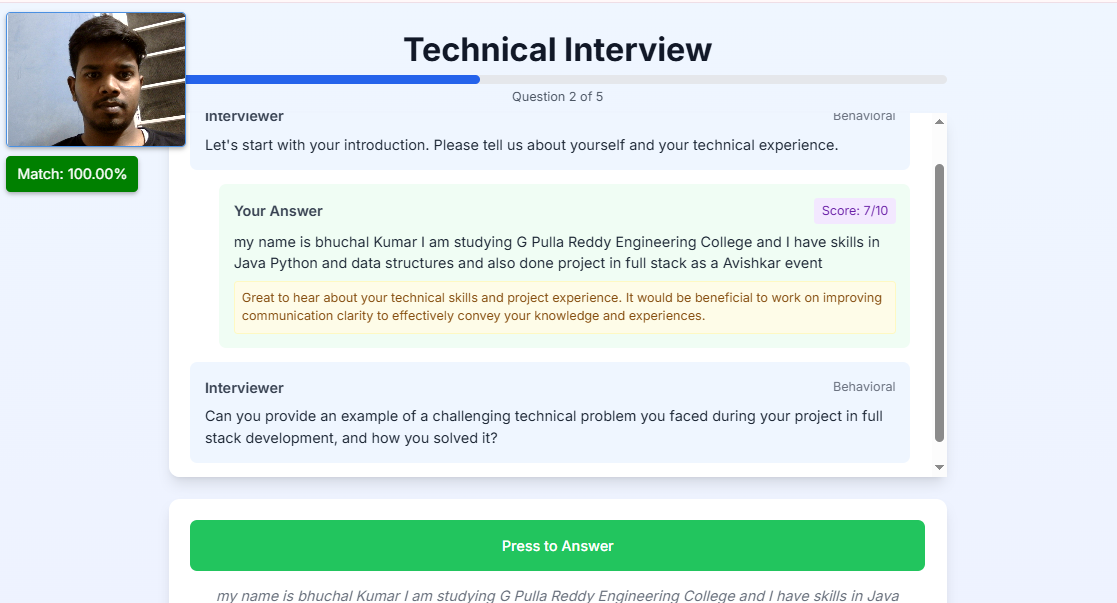 Technical Interview
Question 2 of 5
Match: 100.00%
Interviewer
Behavioral
Let's start with your introduction. Please tell us about yourself and your technical experience.
Your Answer
Score: 7/10
my name is bhuchal Kumar I am studying G Pulla Reddy Engineering College and I have skills in
Java Python and data structures and also done project in full stack as a Avishkar event
Great to hear about your technical skills and project experience. It would be beneficial to work on improving
communication clarity to effectively convey your knowledge and experiences.
Interviewer
Behavioral
Can you provide an example of a challenging technical problem you faced during your project in full
stack development, and how you solved it?
Press to Answer
my name is bhuchal Kumar I am studying G Pulla Reddy Engineering College and I have skills in Java